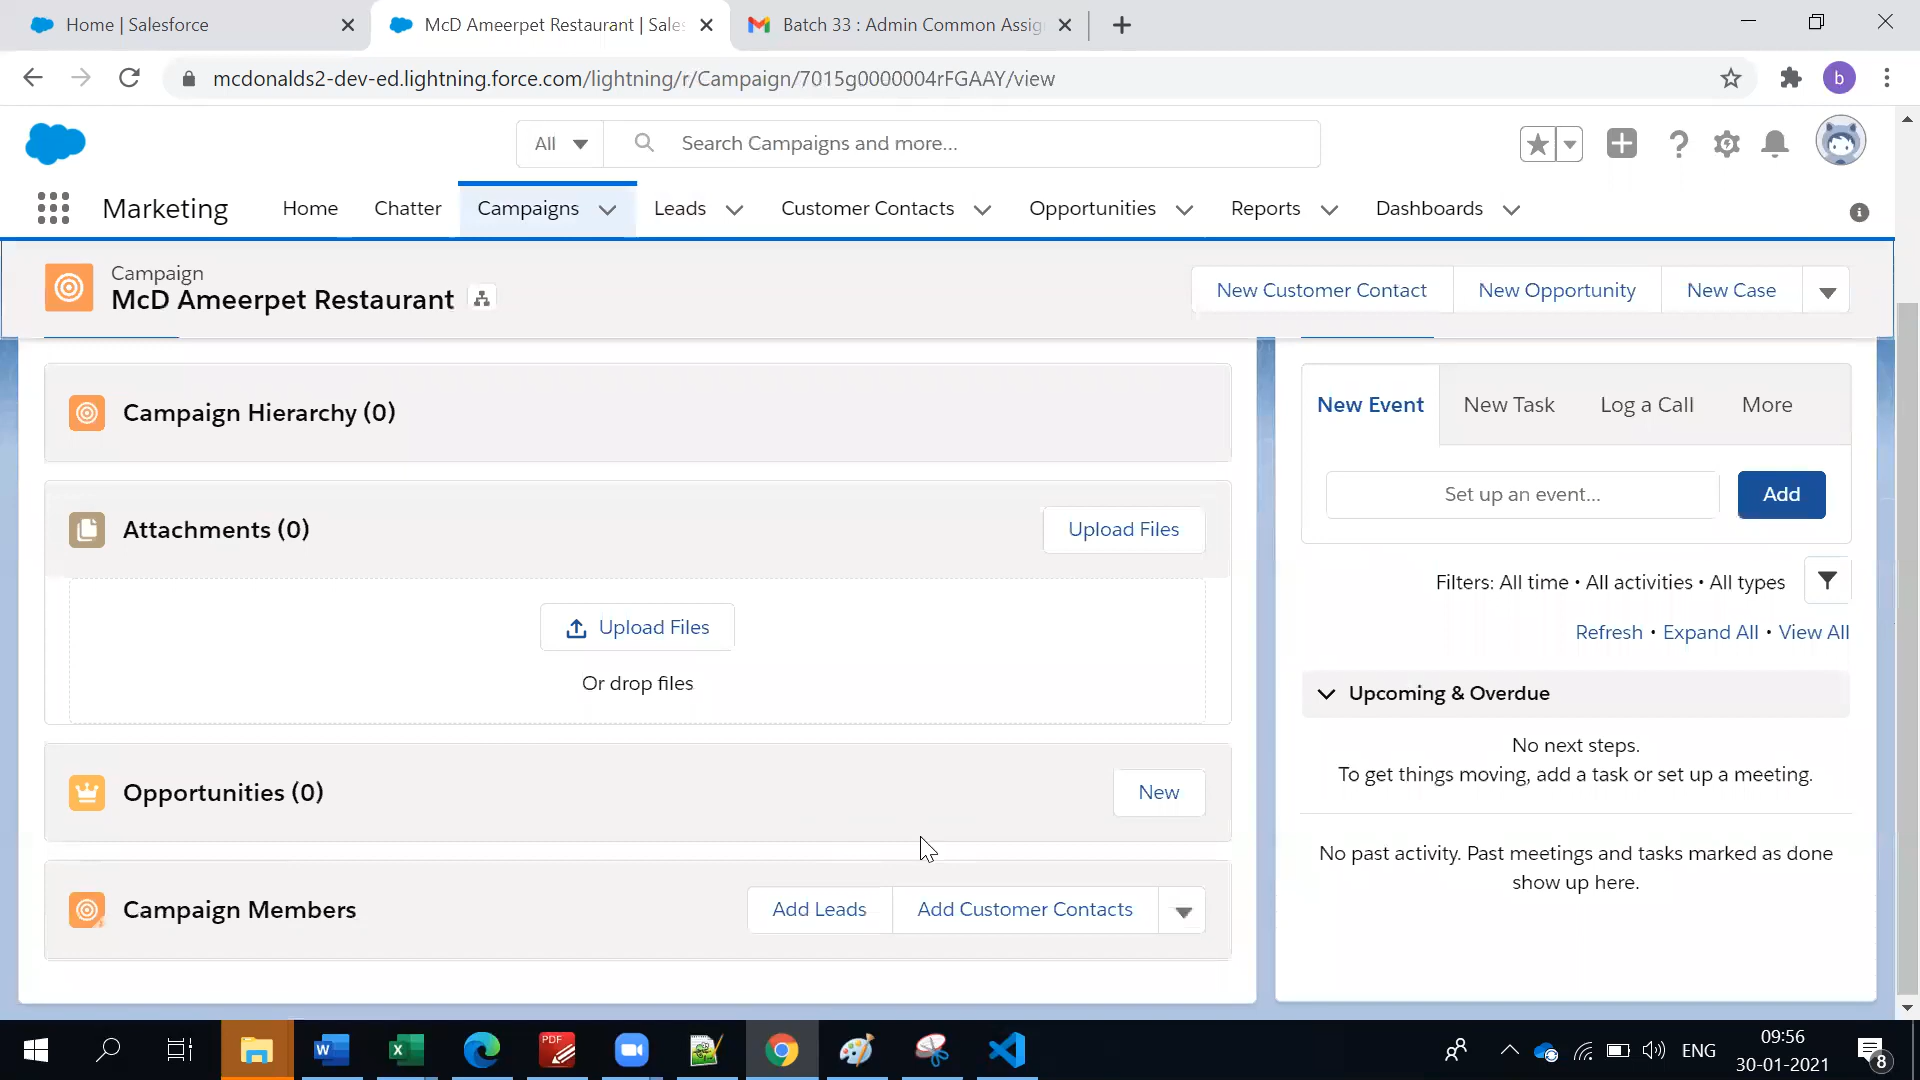 Home | Salesforce
McD Ameerpet Restaurant | Sales
Batch 33 : Admin Common Assig
mcdonalds2-dev-ed.lightning.force.com/lightning/r/Campaign/7015g0000004rFGAAY/view
b
All
Search Campaigns and more...
Marketing
Home
Chatter
Campaigns
Leads
Customer Contacts
Opportunities
Reports
Dashboards
Campaign
McD Ameerpet Restaurant
New Customer Contact
New Opportunity
New Case
Campaign Hierarchy (0)
Attachments (0)
Upload Files
Upload Files
Or drop files
Opportunities (0)
New
Campaign Members
Add Leads
Add Customer Contacts
New Event
New Task
Log a Call
More
Set up an event...
Add
Filters: All time • All activities • All types
Refresh • Expand All • View All
Upcoming & Overdue
No next steps.
To get things moving, add a task or set up a meeting.
No past activity. Past meetings and tasks marked as done
show up here.
W
X
PDF
ENG
09:56
30-01-2021
8